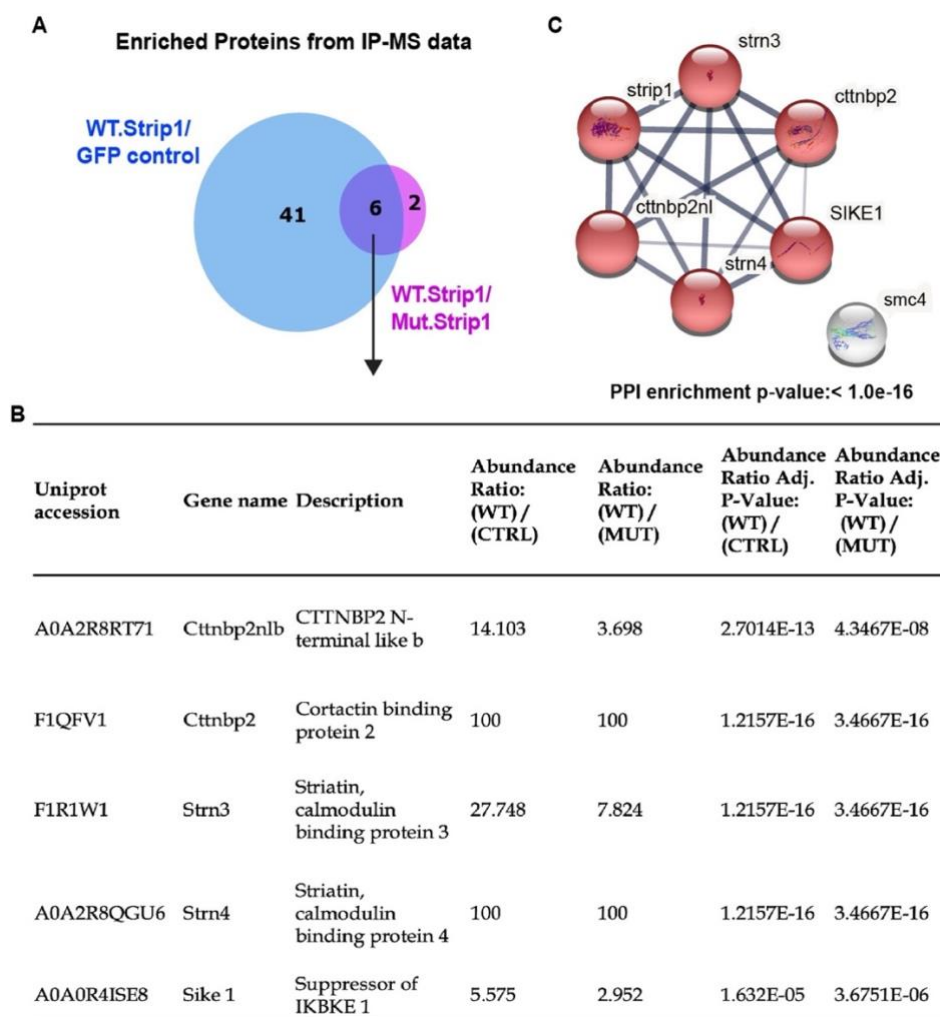 A
Enriched Proteins from IP-MS data
WT.Strip1/
GFP control
41
6
2
WT.Strip1/
Mut.Strip1
C
strn3
strip1
cttnbp2
cttnbp2nl
SIKE1
strn4
smc4
PPI enrichment p-value:< 1.0e-16
B
Uniprot
accession
Gene name
Description
Abundance
Ratio:
(WT) /
(CTRL)
Abundance
Ratio:
(WT) /
(MUT)
Abundance
Ratio Adj.
P-Value:
(WT) /
(CTRL)
Abundance
Ratio Adj.
P-Value:
(WT) /
(MUT)
A0A2R8RT71
Cttnbp2nlb
CTTNBP2 N-
terminal like b
14.103
3.698
2.7014E-13
4.3467E-08
F1QFV1
Cttnbp2
Cortactin binding
protein 2
100
100
1.2157E-16
3.4667E-16
F1R1W1
Strn3
Striatin,
calmodulin
binding protein 3
27.748
7.824
1.2157E-16
3.4667E-16
A0A2R8QGU6
Strn4
Striatin,
calmodulin
binding protein 4
100
100
1.2157E-16
3.4667E-16
A0A0R4ISE8
Sike 1
Suppressor of
IKBKE 1
5.575
2.952
1.632E-05
3.6751E-06